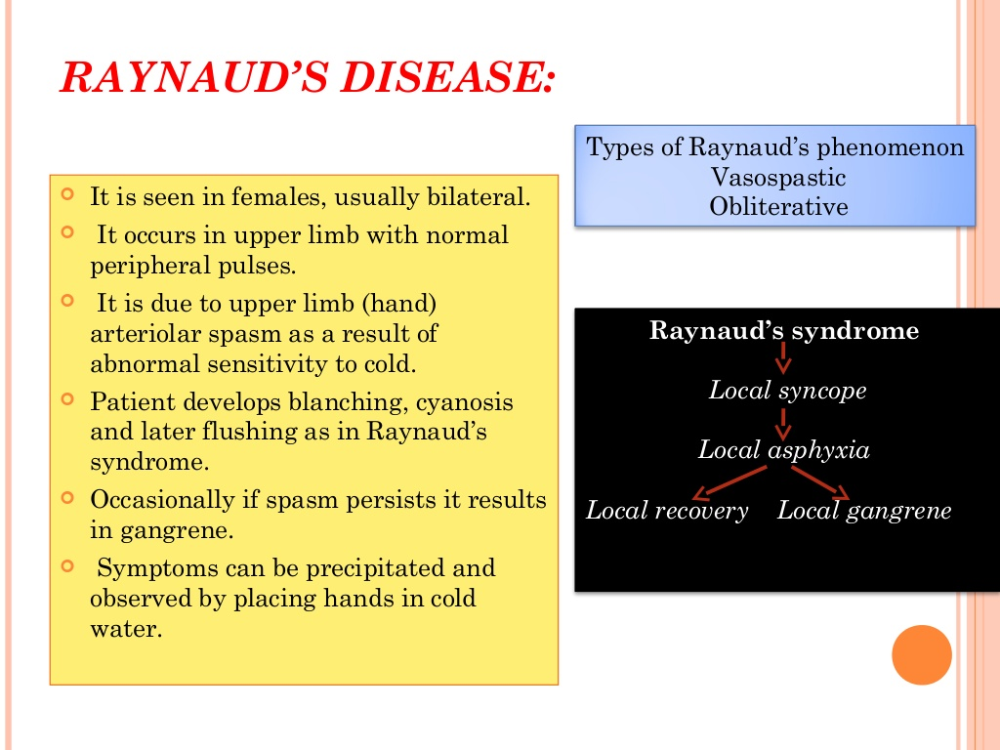 RAYNAUD’S DISEASE:
It is seen in females, usually bilateral.
It occurs in upper limb with normal
peripheral pulses.
It is due to upper limb (hand)
arteriolar spasm as a result of
abnormal sensitivity to cold.
Patient develops blanching, cyanosis
and later flushing as in Raynaud’s
syndrome.
Occasionally if spasm persists it results
in gangrene.
Symptoms can be precipitated and
observed by placing hands in cold
water.
Types of Raynaud’s phenomenon
Vasospastic
Obliterative
Raynaud’s syndrome
Local syncope
Local asphyxia
Local recovery Local gangrene